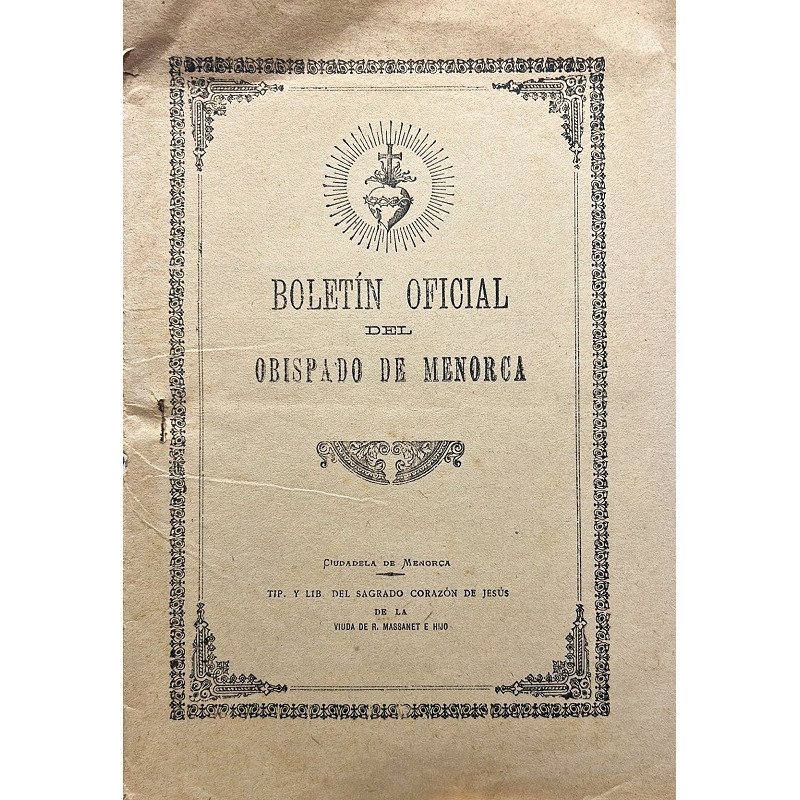 BOLETÍN OFICIAL
DEL
OBISPADO DE MENORCA
CIUDADELA DE MENORCA
TIP. Y LIB. DEL SAGRADO CORAZÓN DE JESÚS
DE LA
VIUDA DE R. MASSANET E HIJO